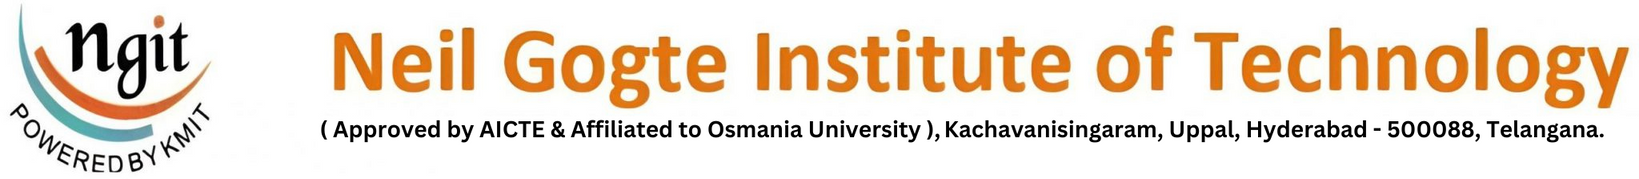 ngit
POWERED BY KMIT
Neil Gogte Institute of Technology
( Approved by AICTE & Affiliated to Osmania University ), Kachavanisingaram, Uppal, Hyderabad - 500088, Telangana.